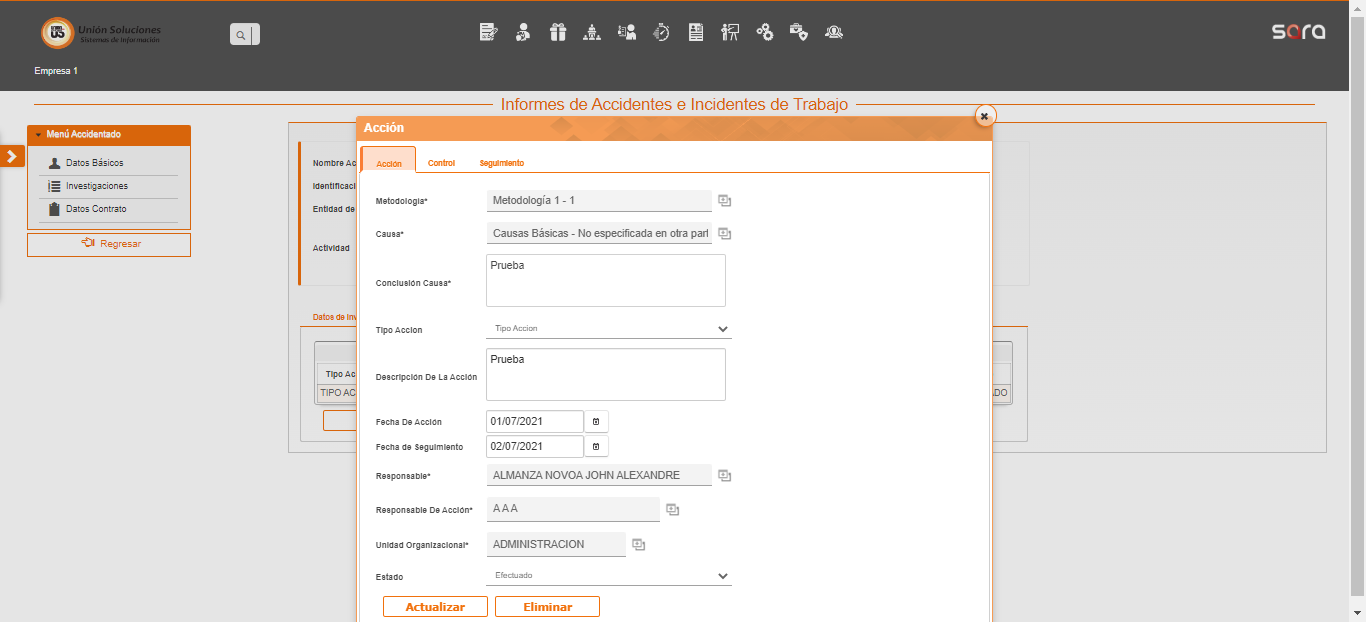 Unión Soluciones
Sistemas de Información
sara
Empresa 1
Informes de Accidentes e Incidentes de Trabajo
Menú Accidentado
Datos Básicos
Investigaciones
Datos Contrato
Regresar
Nombre Ac
Identificaci
Entidad de
Actividad
Datos de Inv
Tipo Ac
TIPO AC
DO
Acción
Acción Control Seguimiento
Metodología* Metodología 1 - 1
Causa* Causas Básicas - No especificada en otra part
Conclusión Causa* Prueba
Tipo Accion Tipo Accion
Descripción De La Acción Prueba
Fecha De Acción 01/07/2021
Fecha de Seguimiento 02/07/2021
Responsable* ALMANZA NOVOA JOHN ALEXANDRE
Responsable De Acción* A A A
Unidad Organizacional* ADMINISTRACION
Estado Efectuado
Actualizar Eliminar